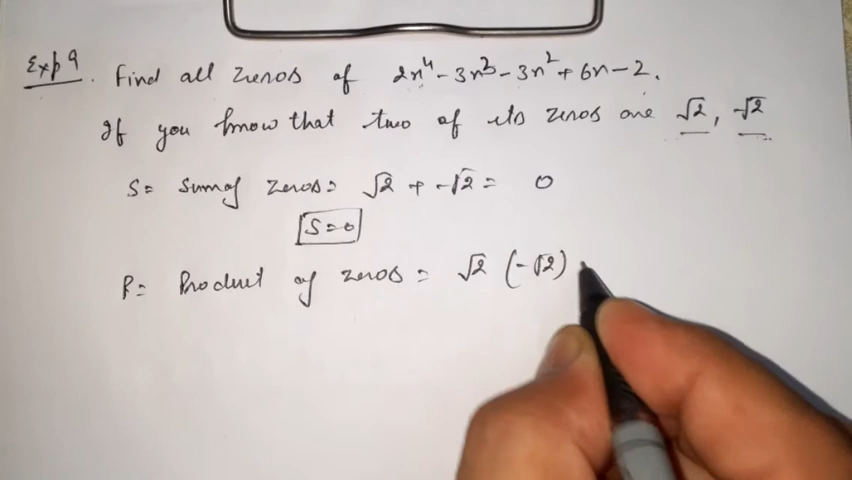 Exp 9. Find all zeros of 2x⁴-3x³-3x²+6x-2.
If you know that two of its zeros are √2, -√2
S= Sum of zeros = √2 + -√2 = 0
S=0
P= Product of zeros = √2 (-√2)